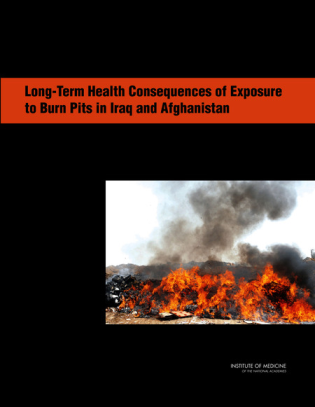 Long-Term Health Consequences of Exposure
to Burn Pits in Iraq and Afghanistan
INSTITUTE OF MEDICINE
OF THE NATIONAL ACADEMIES